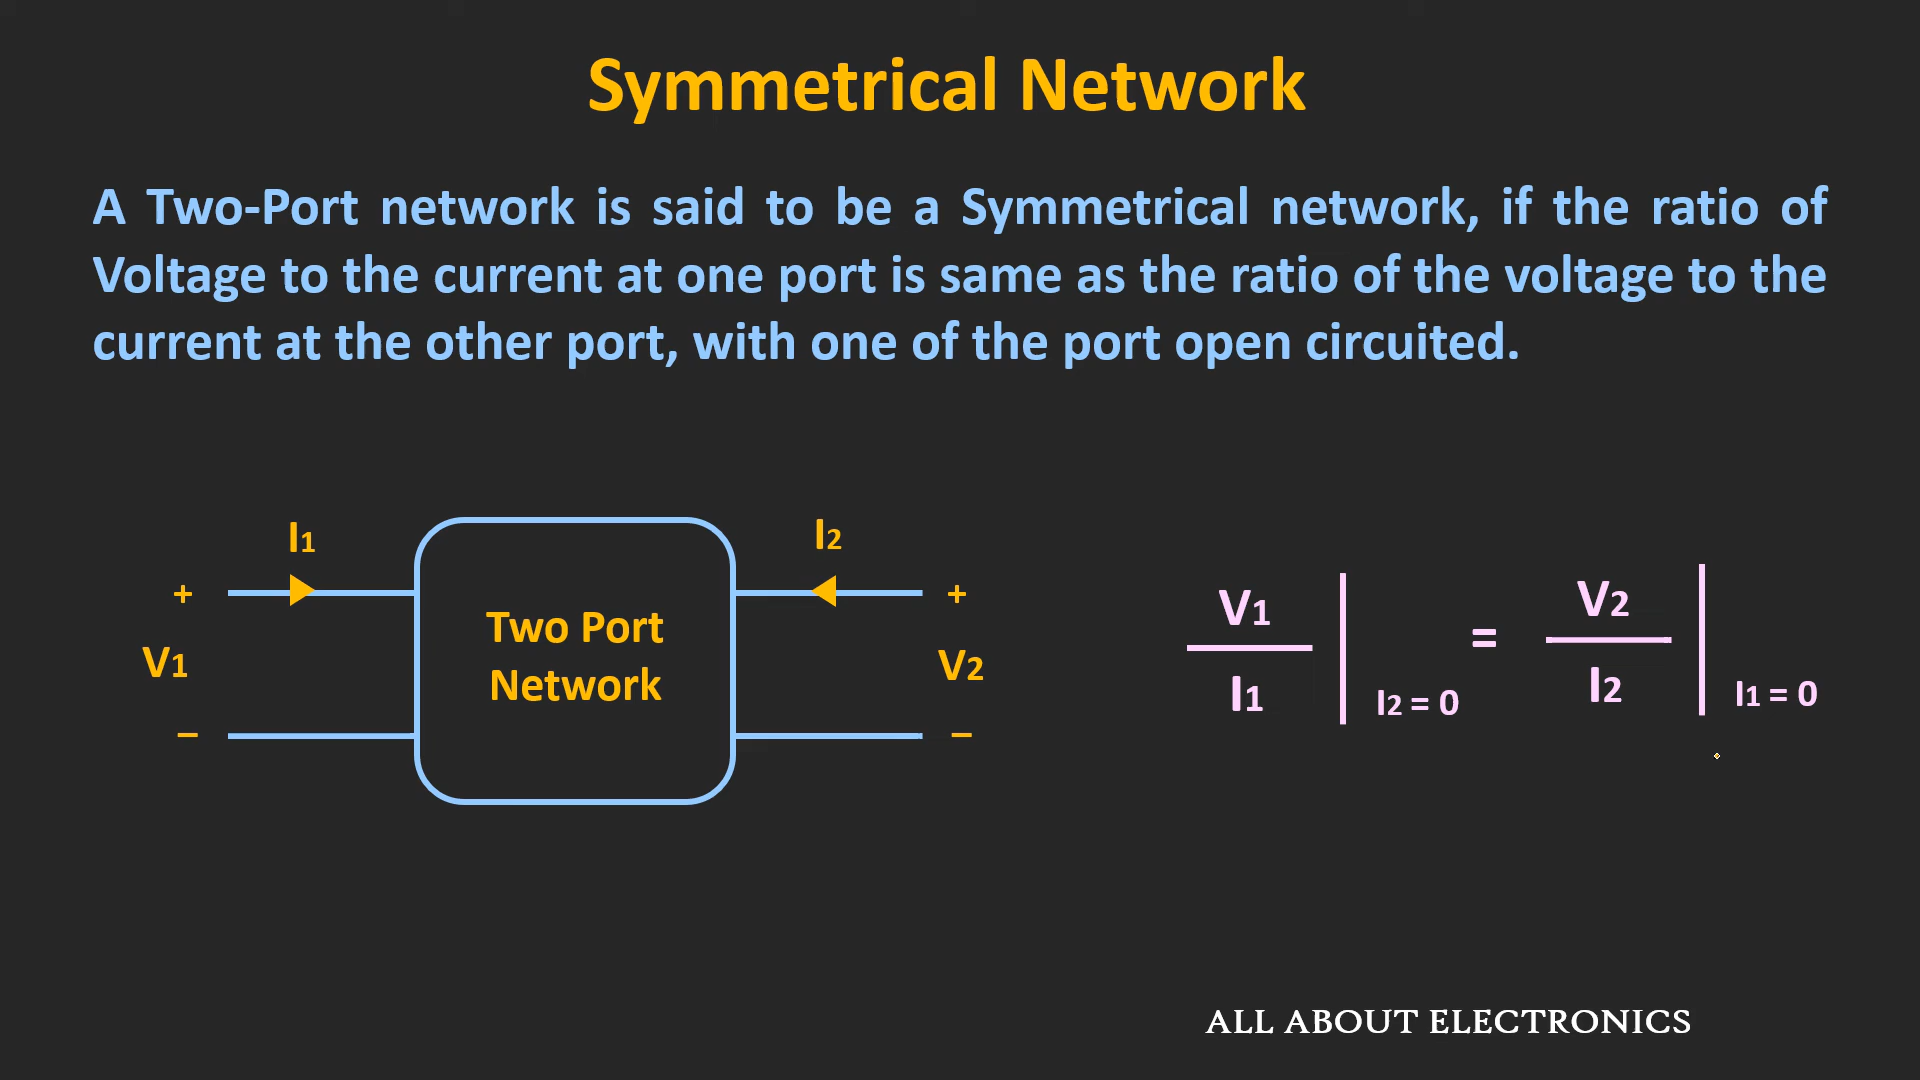 Symmetrical Network
A Two-Port network is said to be a Symmetrical network, if the ratio of
Voltage to the current at one port is same as the ratio of the voltage to the
current at the other port, with one of the port open circuited.
I1
I2
+
+
V1
V2
–
–
Two Port
Network
V1
I1
I2 = 0
=
V2
I2
I1 = 0
ALL ABOUT ELECTRONICS